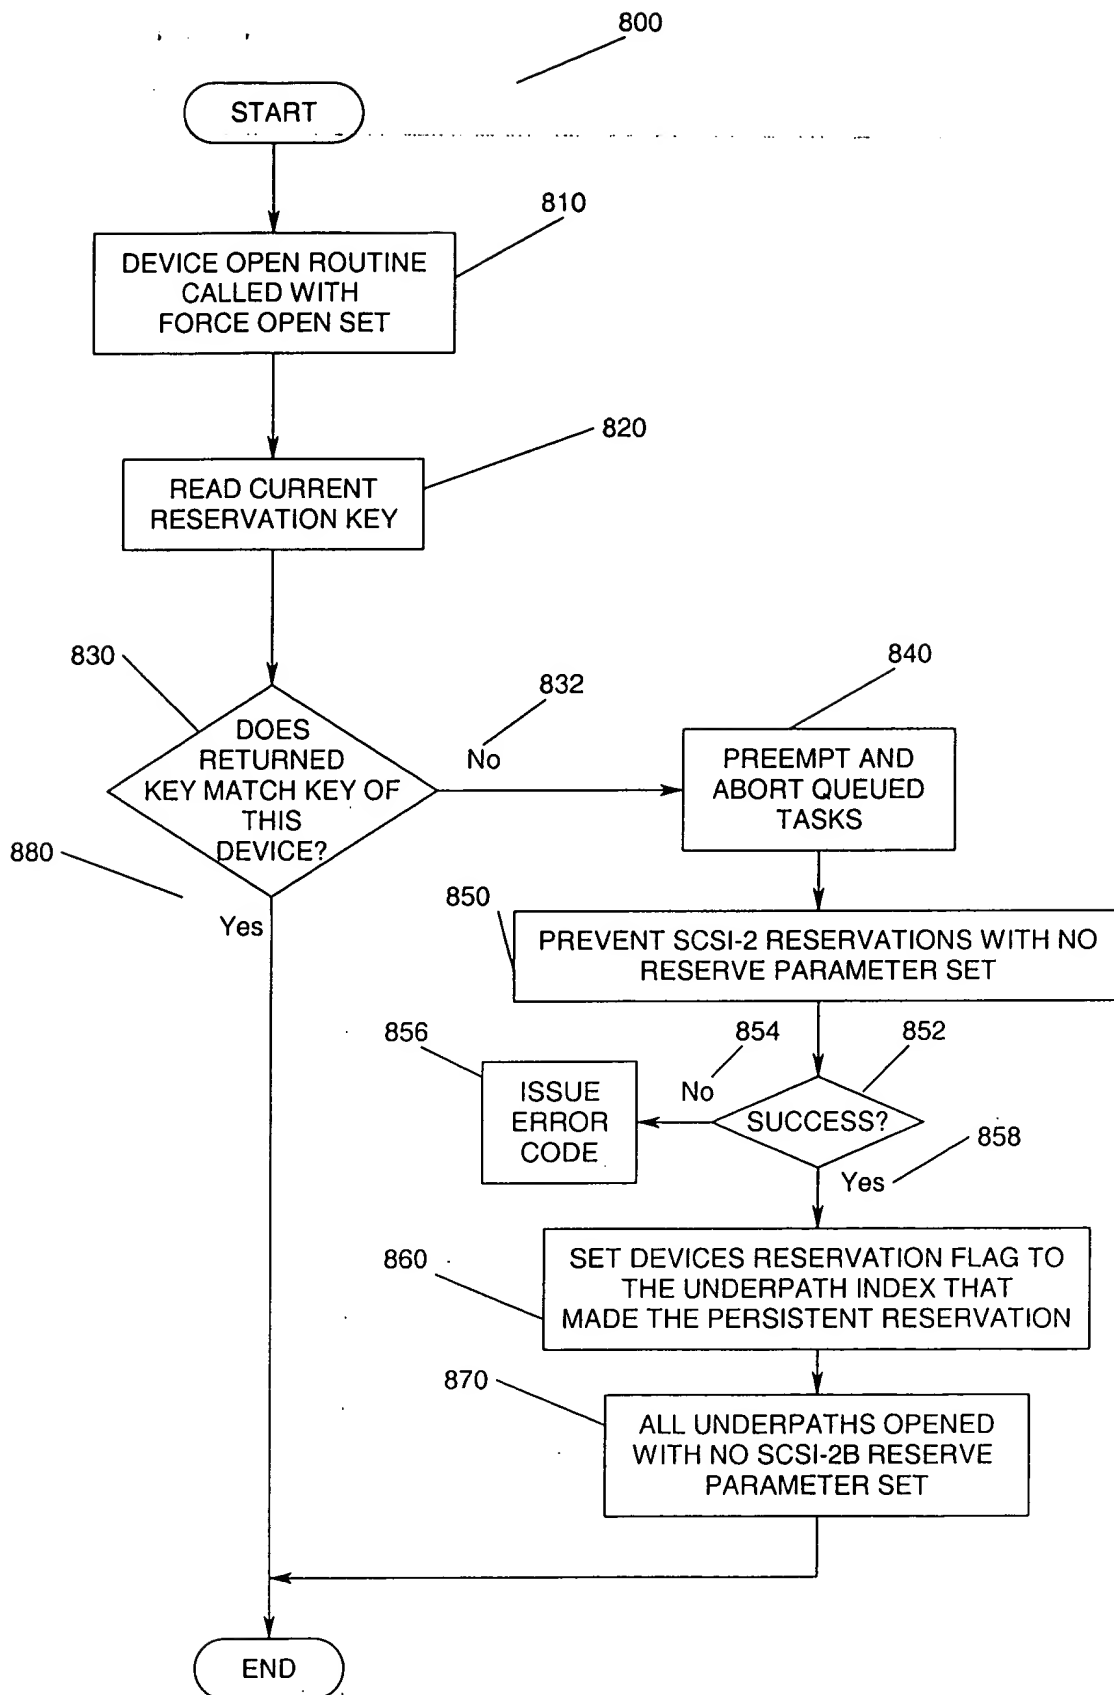 800
START
810
DEVICE OPEN ROUTINE
CALLED WITH
FORCE OPEN SET
820
READ CURRENT
RESERVATION KEY
830
DOES
RETURNED
KEY MATCH KEY OF
THIS
DEVICE?
832
No
840
PREEMPT AND
ABORT QUEUED
TASKS
880
Yes
850
PREVENT SCSI-2 RESERVATIONS WITH NO
RESERVE PARAMETER SET
856
ISSUE
ERROR
CODE
854
No
852
SUCCESS?
858
Yes
860
SET DEVICES RESERVATION FLAG TO
THE UNDERPATH INDEX THAT
MADE THE PERSISTENT RESERVATION
870
ALL UNDERPATHS OPENED
WITH NO SCSI-2B RESERVE
PARAMETER SET
END